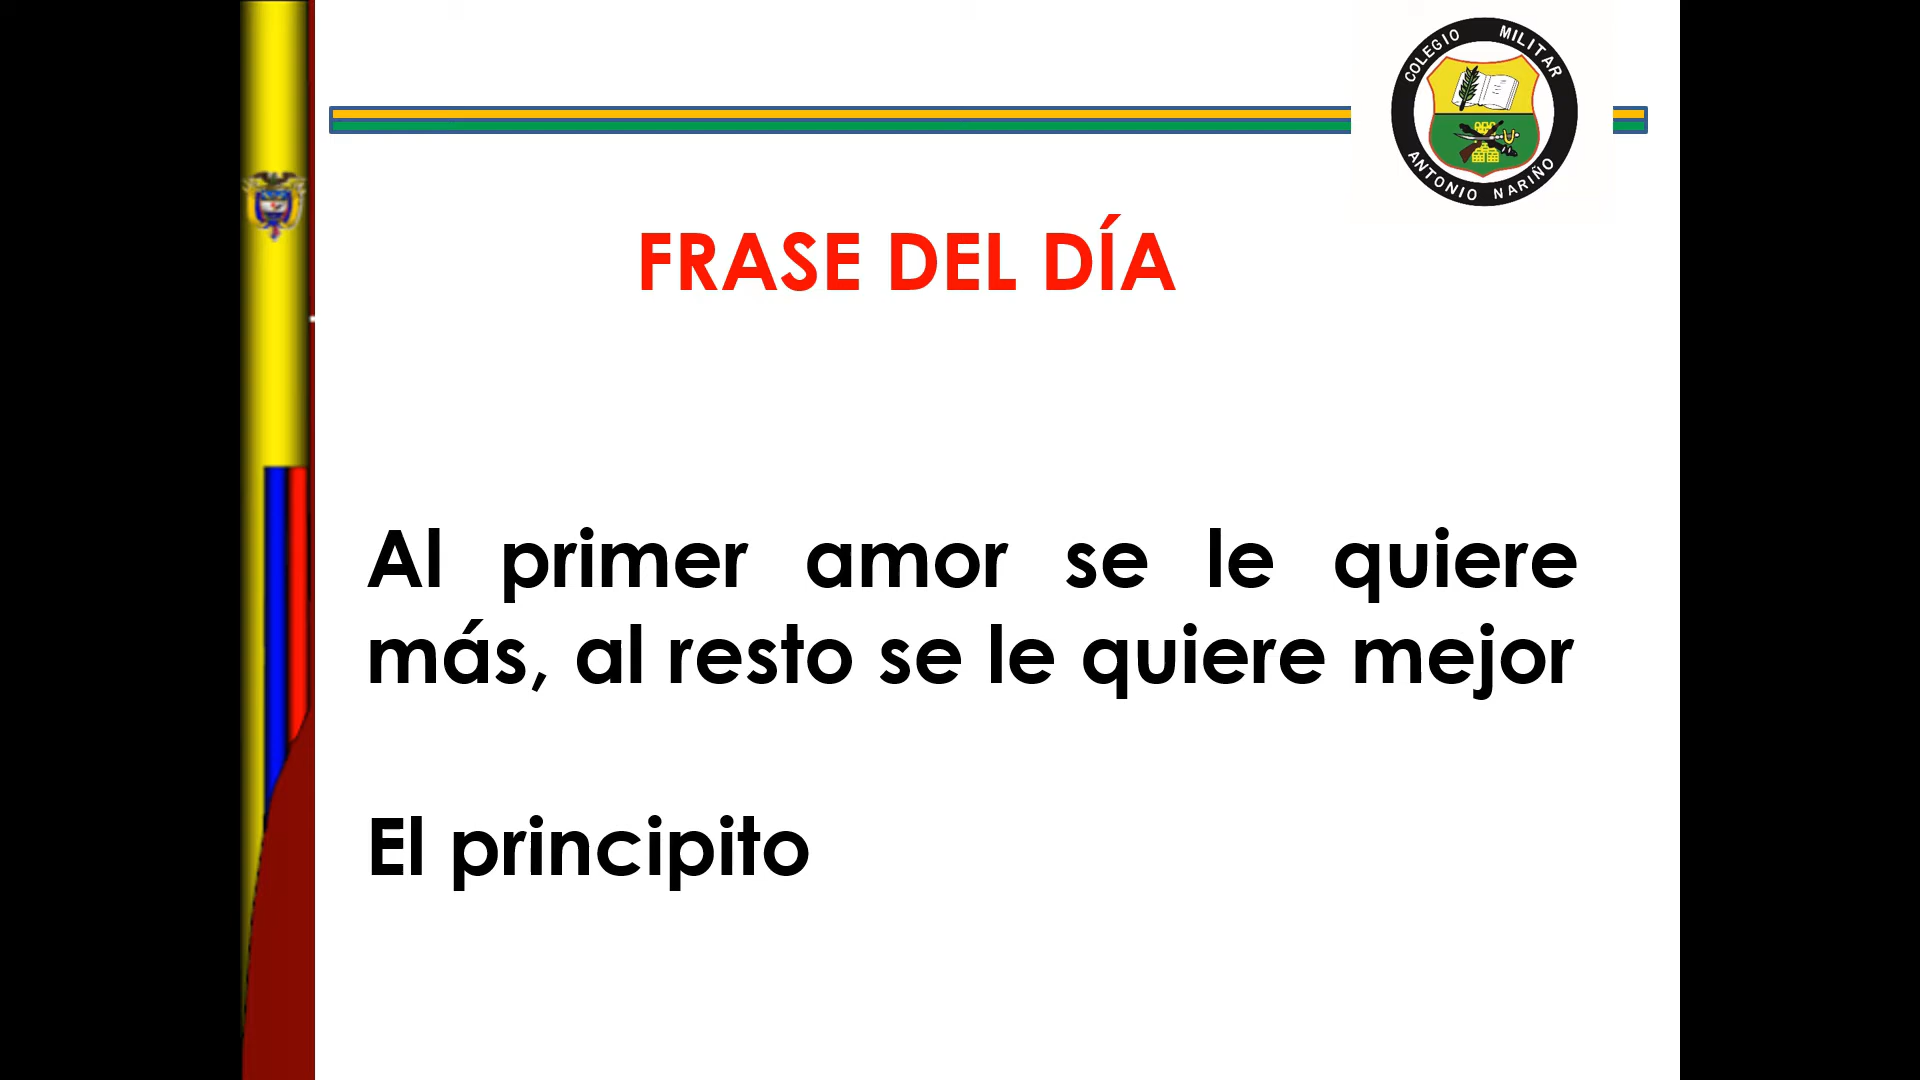 COLEGIO MILITAR
ANTONIO NARIÑO
FRASE DEL DÍA
Al primer amor se le quiere
más, al resto se le quiere mejor
El principito